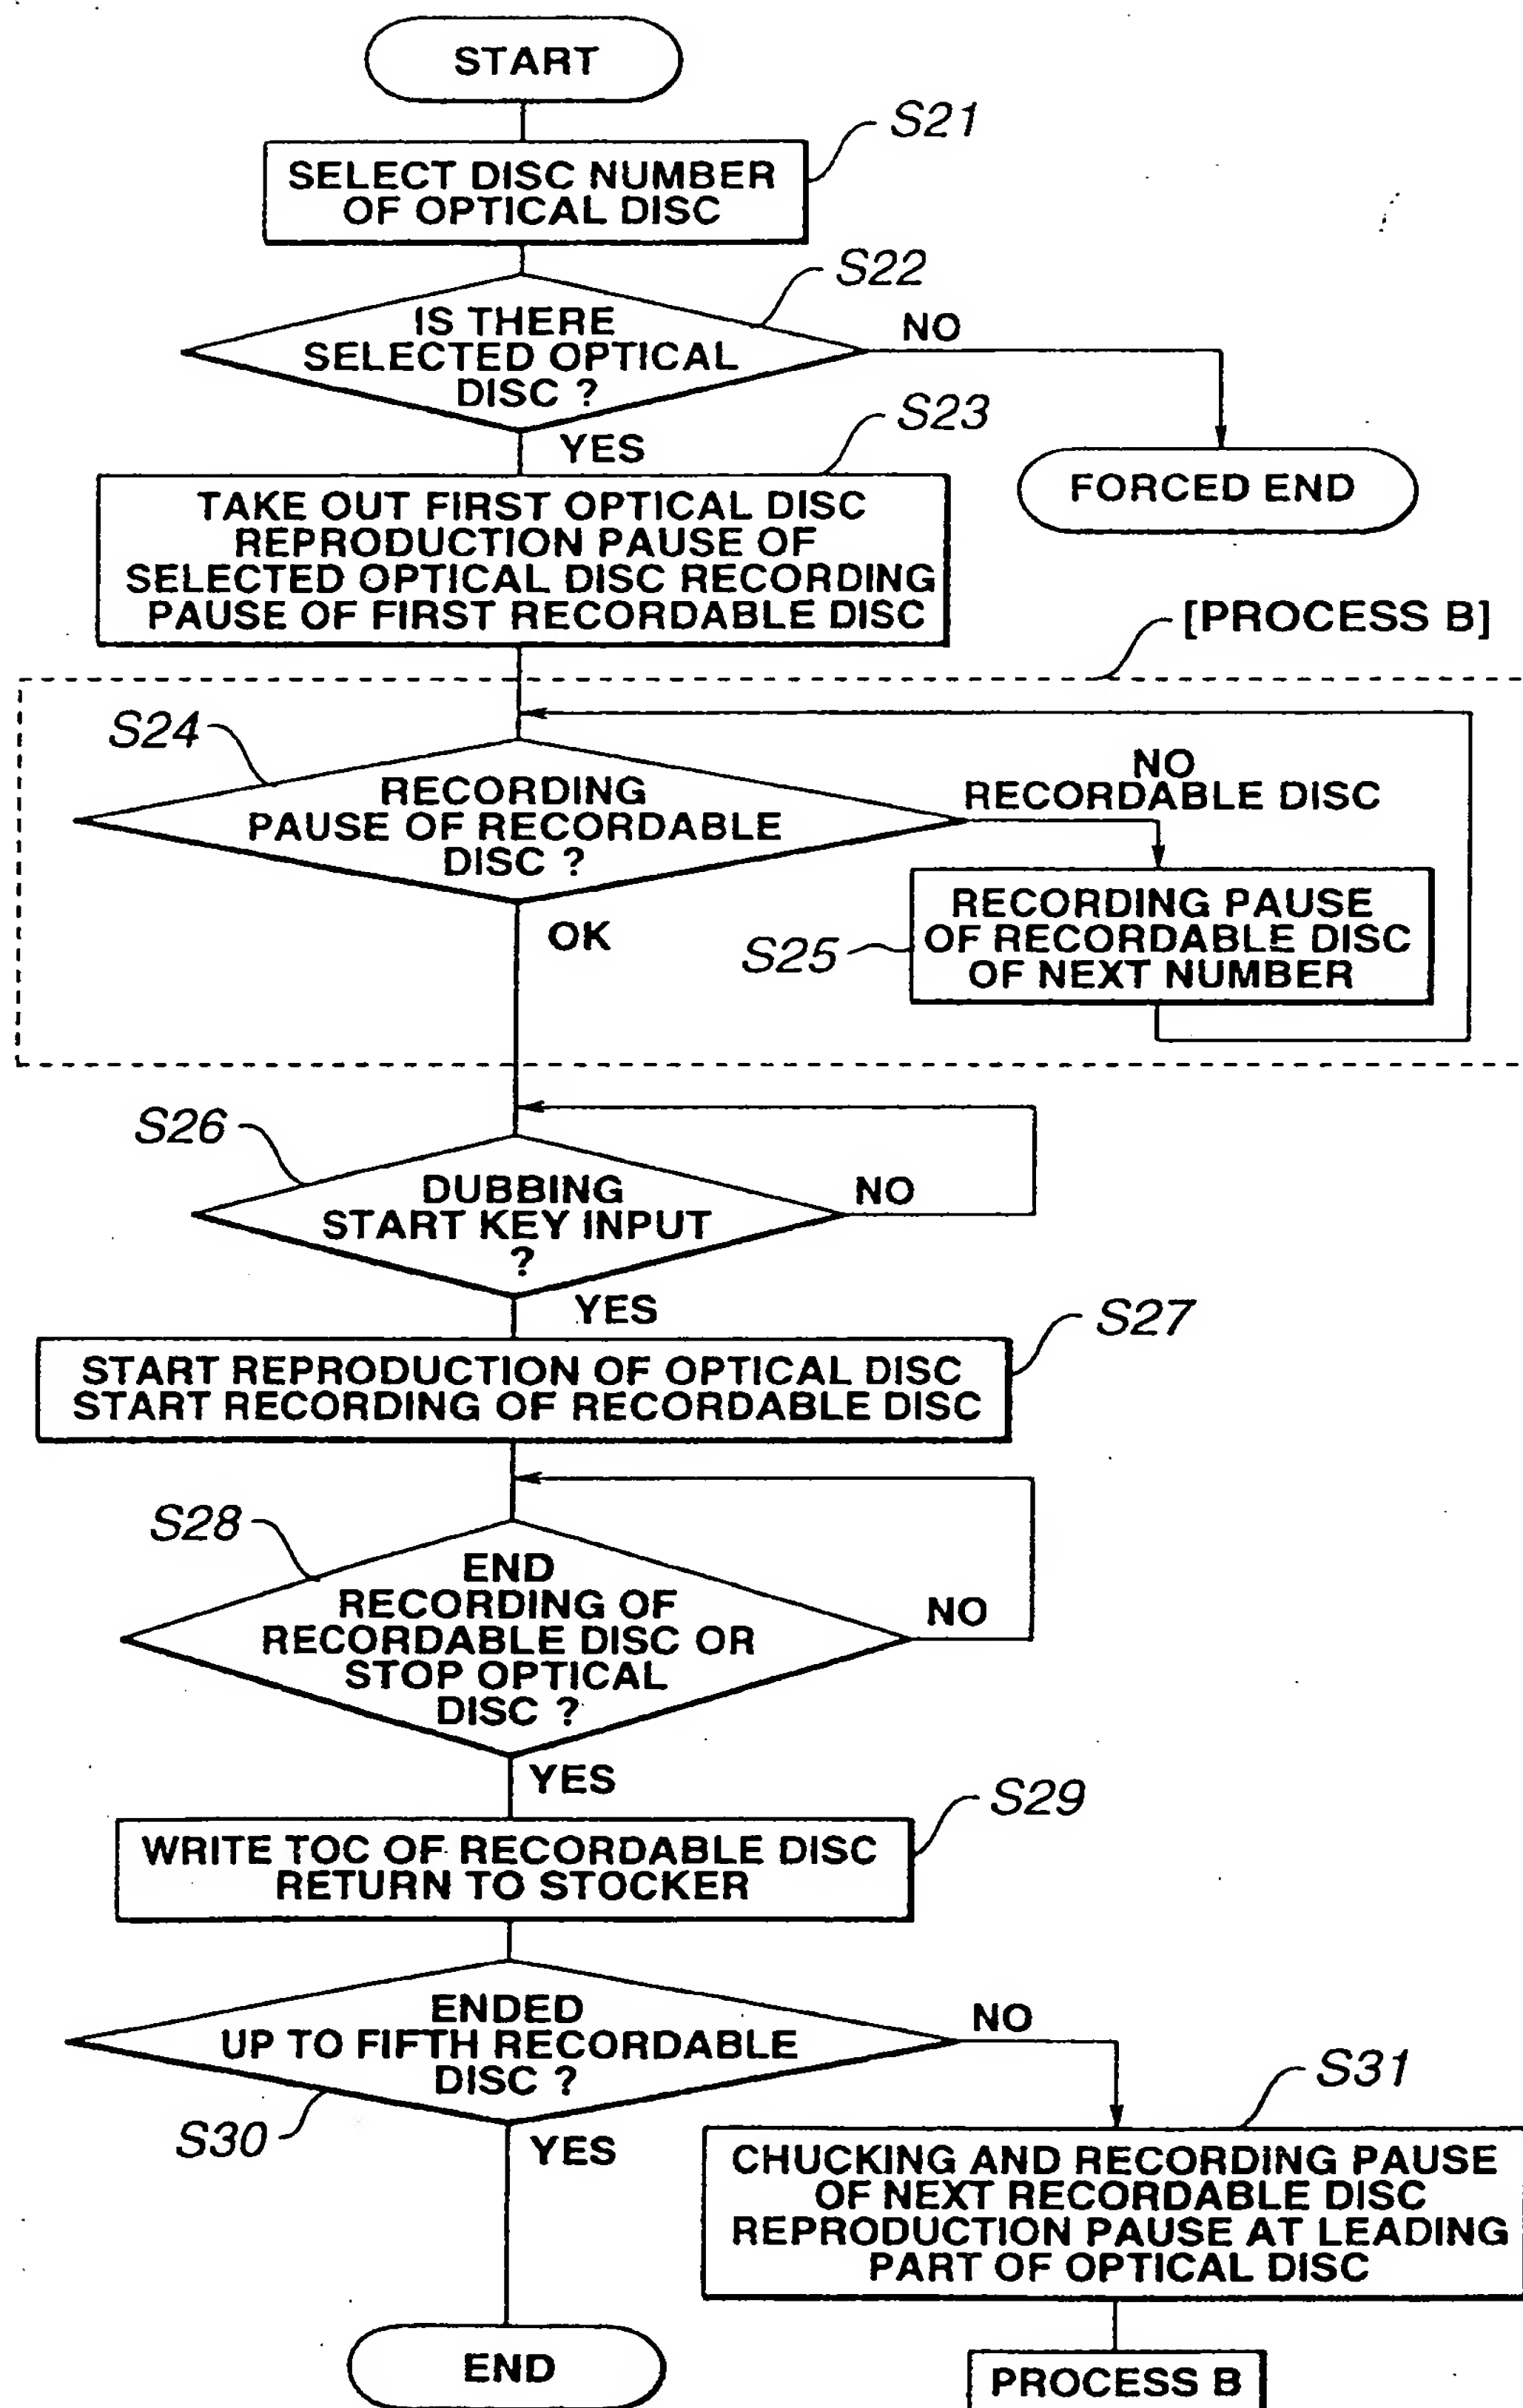 START
S21
SELECT DISC NUMBER
OF OPTICAL DISC
S22
IS THERE
SELECTED OPTICAL
DISC ?
NO
FORCED END
YES
S23
TAKE OUT FIRST OPTICAL DISC
REPRODUCTION PAUSE OF
SELECTED OPTICAL DISC RECORDING
PAUSE OF FIRST RECORDABLE DISC
[PROCESS B]
S24
RECORDING
PAUSE OF RECORDABLE
DISC ?
NO
RECORDABLE DISC
OK
S25
RECORDING PAUSE
OF RECORDABLE DISC
OF NEXT NUMBER
S26
DUBBING
START KEY INPUT
?
NO
YES
S27
START REPRODUCTION OF OPTICAL DISC
START RECORDING OF RECORDABLE DISC
S28
END
RECORDING OF
RECORDABLE DISC OR
STOP OPTICAL
DISC ?
NO
YES
S29
WRITE TOC OF RECORDABLE DISC
RETURN TO STOCKER
ENDED
UP TO FIFTH RECORDABLE
DISC ?
NO
S30
YES
S31
CHUCKING AND RECORDING PAUSE
OF NEXT RECORDABLE DISC
REPRODUCTION PAUSE AT LEADING
PART OF OPTICAL DISC
END
PROCESS B